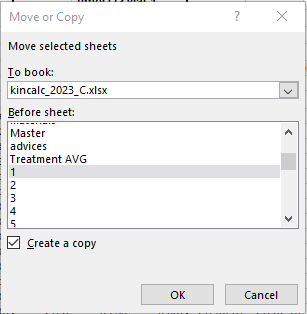 Move or Copy
Move selected sheets
To book:
kincalc_2023_C.xlsx
Before sheet:
Master
advices
Treatment AVG
1
2
3
4
5
Create a copy
OK
Cancel